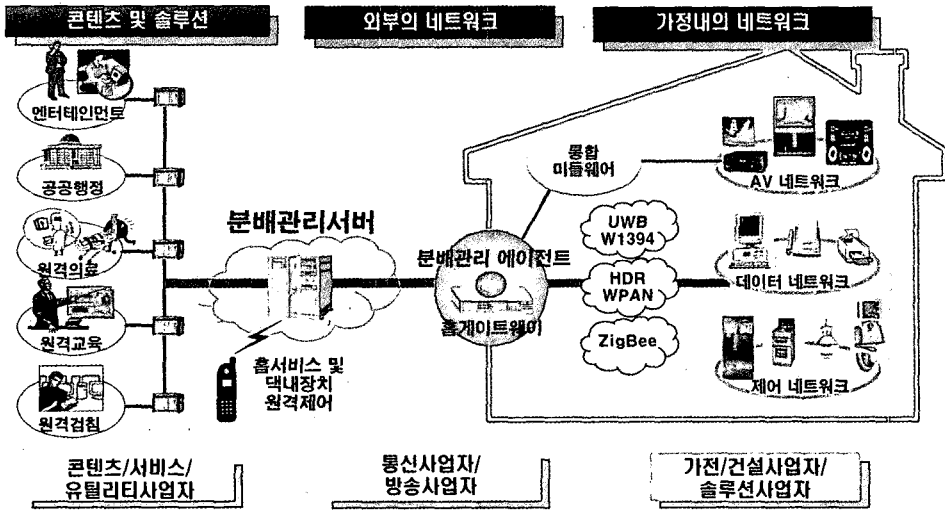 콘텐츠 및 솔루션
외부의 네트워크
가정내의 네트워크
엔터테인먼트
공공행정
원격의료
원격교육
원격검침
분배관리서버
홈서비스 및
댁내장치
원격제어
분배관리 에이전트
홈게이트웨이
통합
미들웨어
UWB
W1394
HDR
WPAN
ZigBee
AV 네트워크
데이터 네트워크
제어 네트워크
콘텐츠/서비스/
유틸리티사업자
통신사업자/
방송사업자
가전/건설사업자/
솔루션사업자